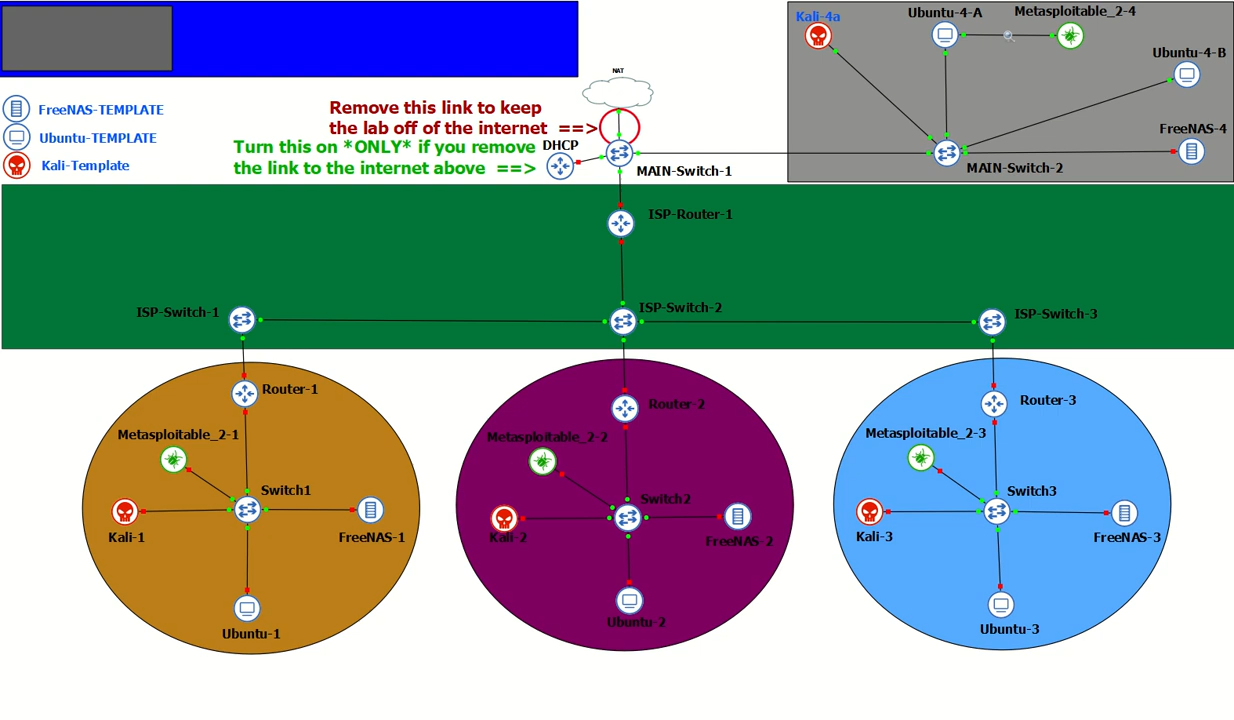 Kali-4a
Ubuntu-4-A
Metasploitable_2-4
Ubuntu-4-B
NAT
FreeNAS-TEMPLATE
Remove this link to keep
the lab off of the internet ==>
FreeNAS-4
Ubuntu-TEMPLATE
Turn this on *ONLY* if you remove
the link to the internet above ==>
DHCP
Kali-Template
MAIN-Switch-1
MAIN-Switch-2
ISP-Router-1
ISP-Switch-1
ISP-Switch-2
ISP-Switch-3
Router-1
Metasploitable_2-1
Switch1
Kali-1
FreeNAS-1
Ubuntu-1
Router-2
Metasploitable_2-2
Switch2
Kali-2
FreeNAS-2
Ubuntu-2
Router-3
Metasploitable_2-3
Switch3
Kali-3
FreeNAS-3
Ubuntu-3